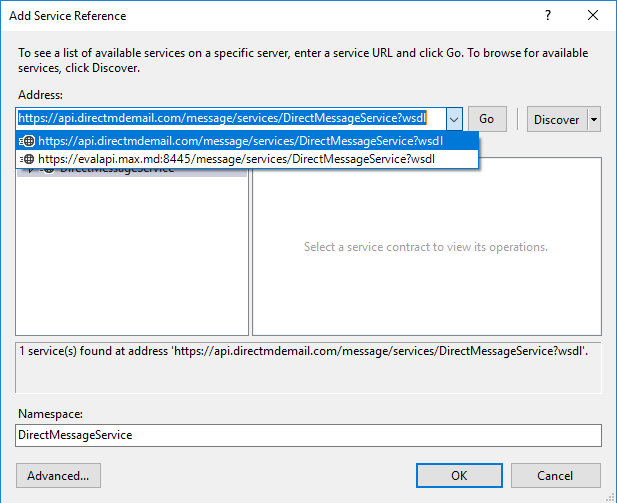 Add Service Reference
?
To see a list of available services on a specific server, enter a service URL and click Go. To browse for available
services, click Discover.
Address:
https://api.directmdemail.com/message/services/DirectMessageService?wsdl
Go
Discover
https://api.directmdemail.com/message/services/DirectMessageService?wsdl
https://evalapi.max.md:8445/message/services/DirectMessageService?wsdl
DirectMessageService
Select a service contract to view its operations.
1 service(s) found at address 'https://api.directmdemail.com/message/services/DirectMessageService?wsdl'.
Namespace:
DirectMessageService
Advanced...
OK
Cancel